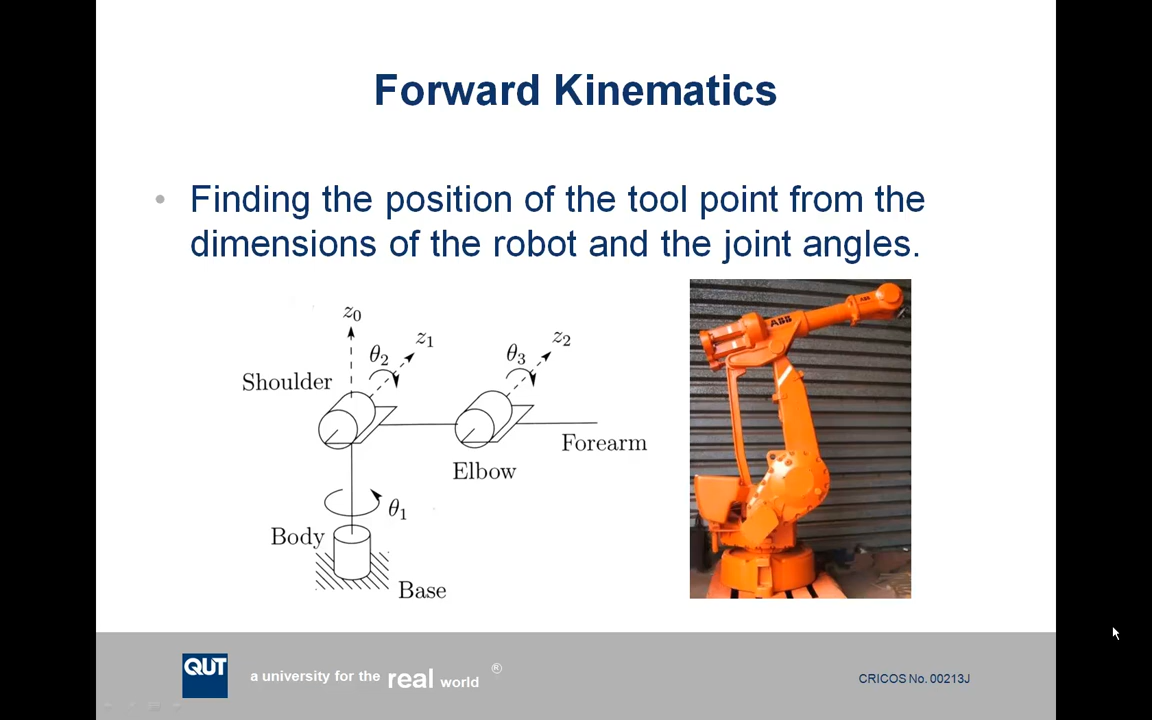 Forward Kinematics
• Finding the position of the tool point from the
dimensions of the robot and the joint angles.
z0
z1
θ2
z2
θ3
Shoulder
Forearm
Elbow
θ1
Body
Base
ABB
ABB
QUT
a university for the real world ®
CRICOS No. 00213J